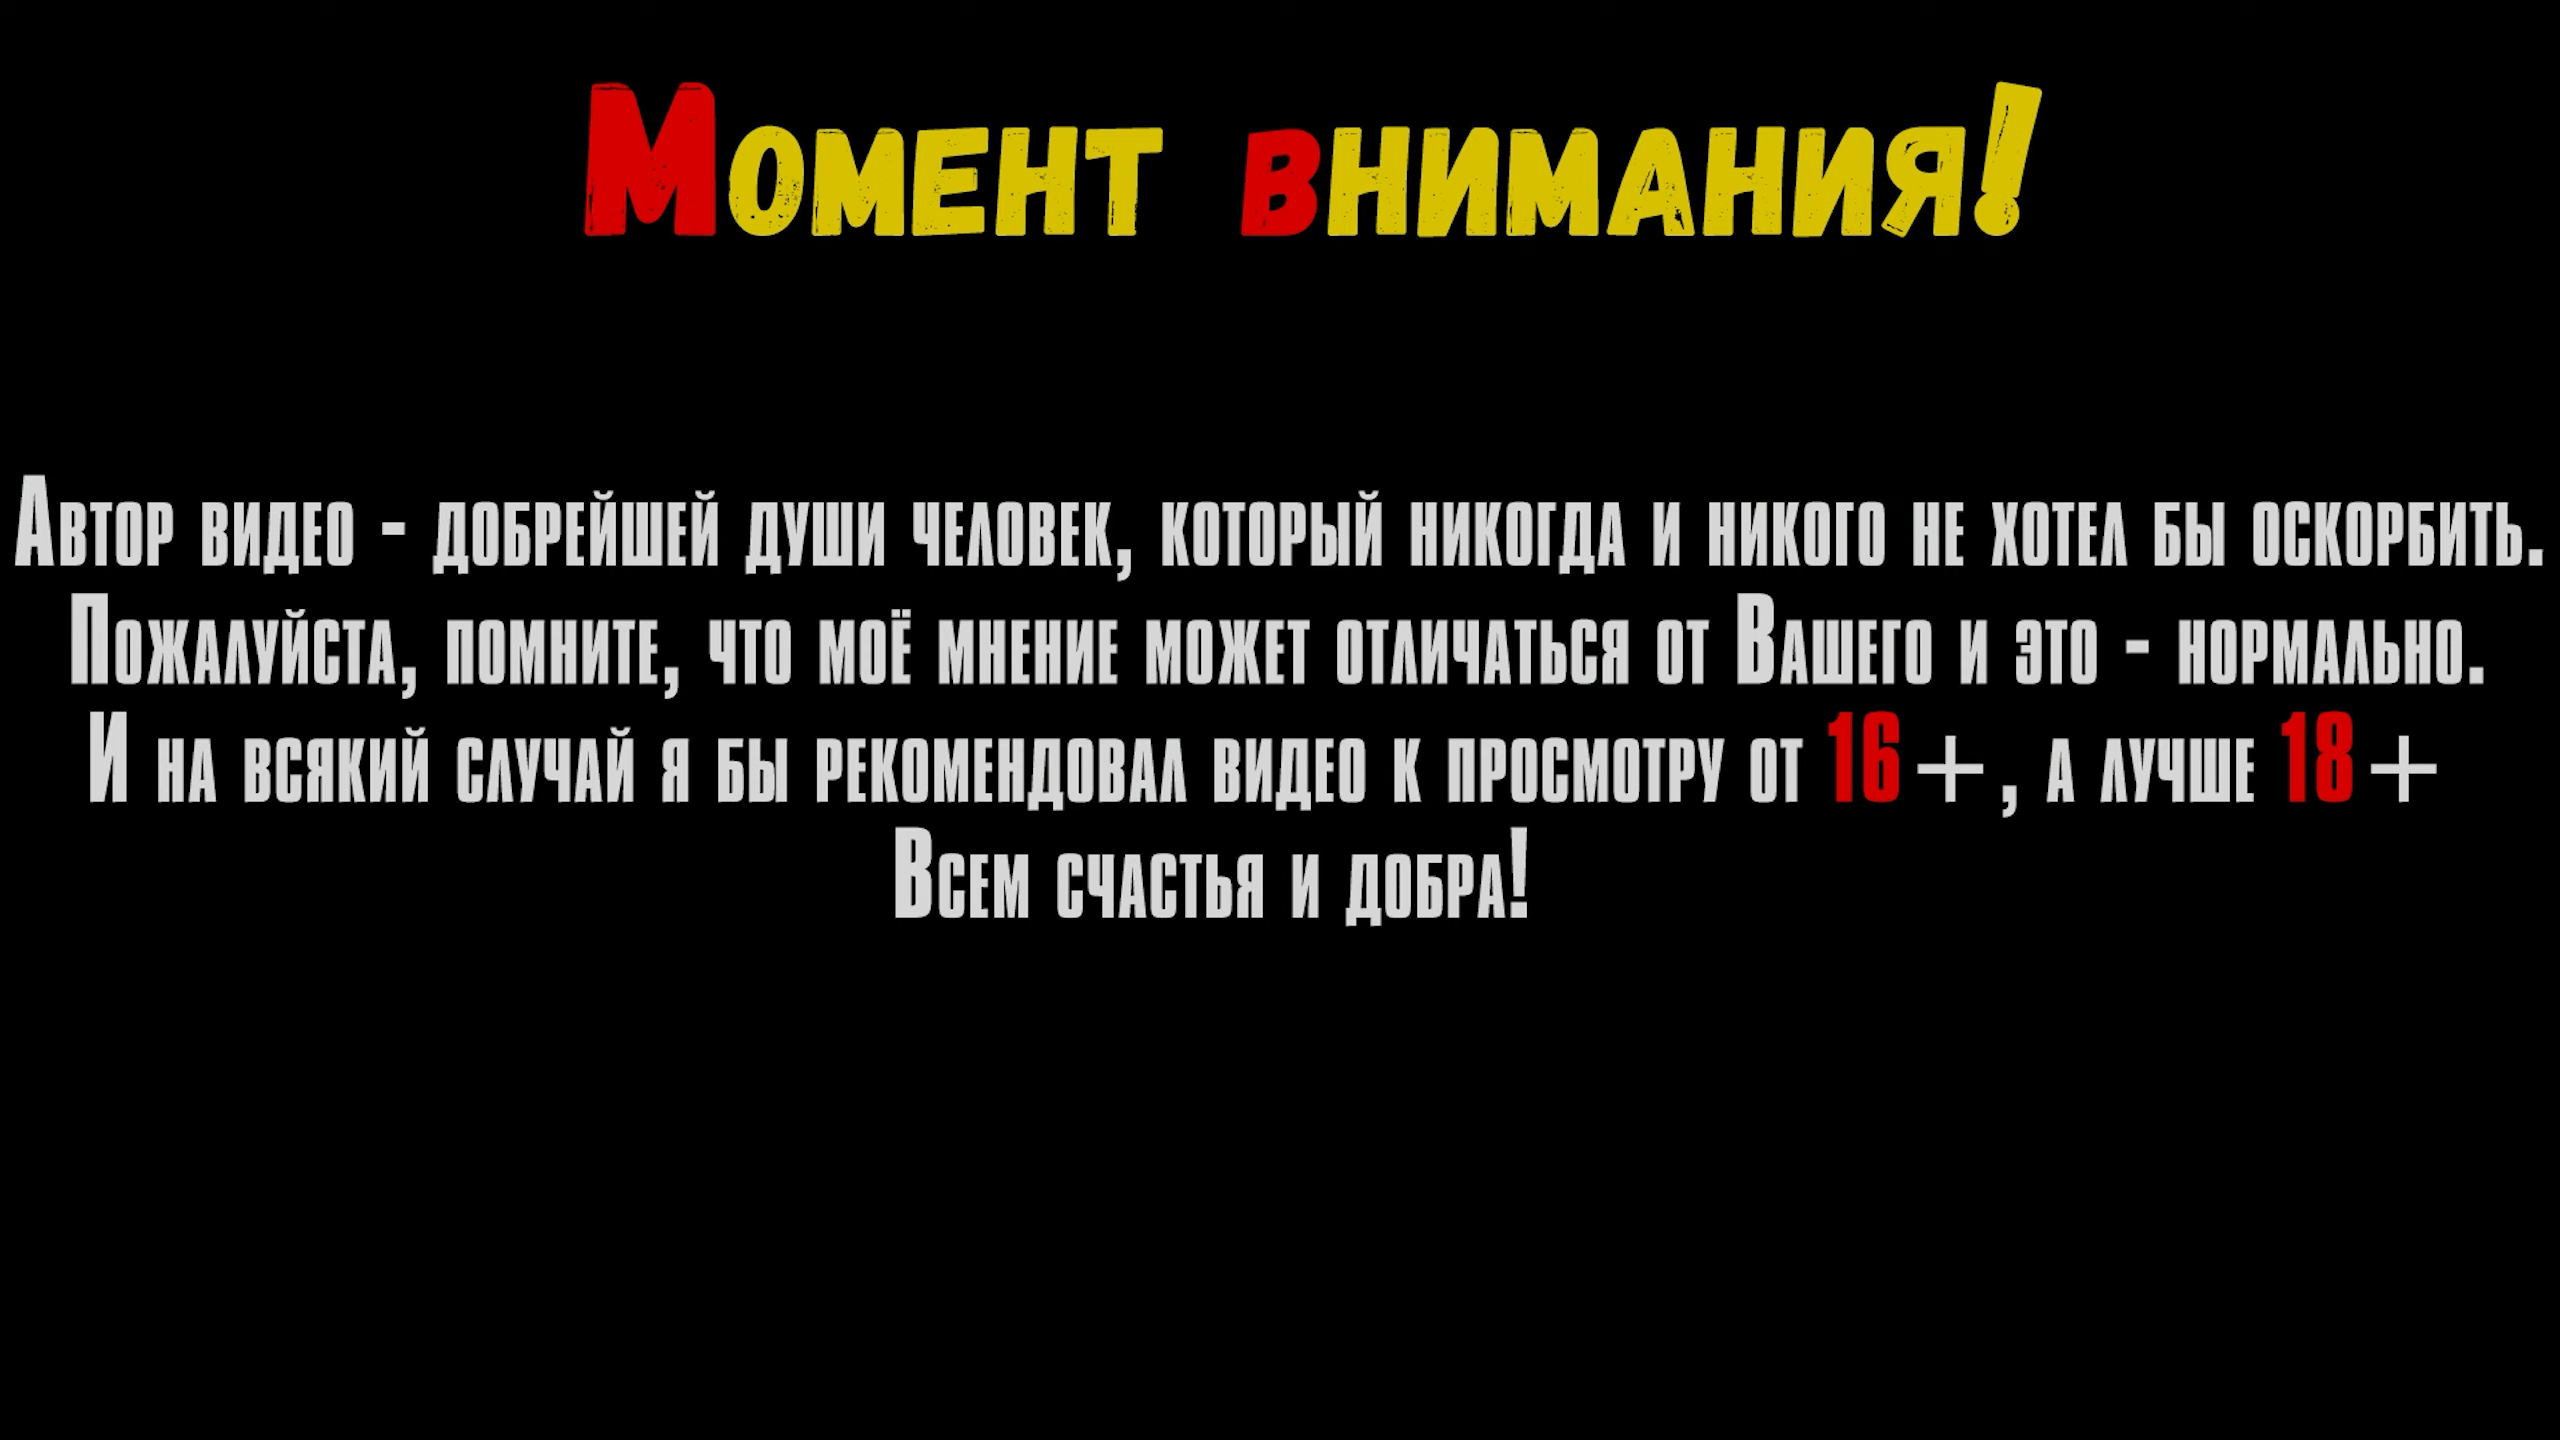 Момент внимания!
Автор видео - добрейшей души человек, который никогда и никого не хотел бы оскорбить.
Пожалуйста, помните, что моё мнение может отличаться от Вашего и это - нормально.
И на всякий случай я бы рекомендовал видео к просмотру от 16+, а лучше 18+
Всем счастья и добра!